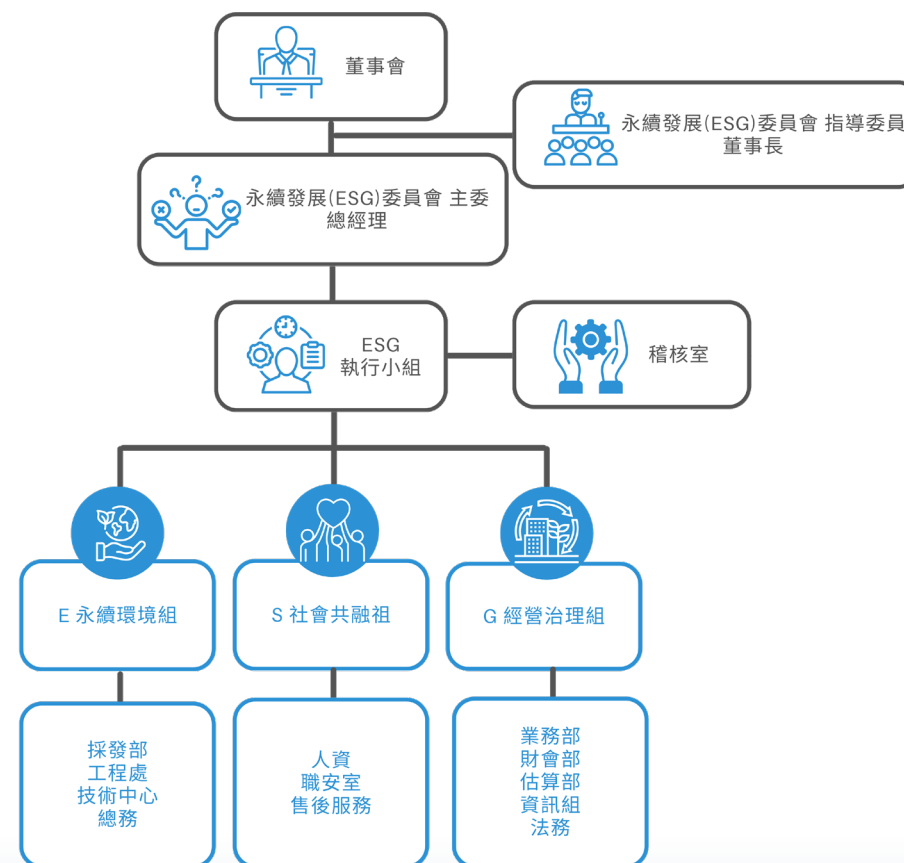 董事會
永續發展(ESG)委員會 指導委員
董事長
永續發展(ESG)委員會 主委
總經理
ESG
執行小組
稽核室
E 永續環境組
S 社會共融祖
G 經營治理組
採發部
工程處
技術中心
總務
人資
職安室
售後服務
業務部
財會部
估算部
資訊組
法務